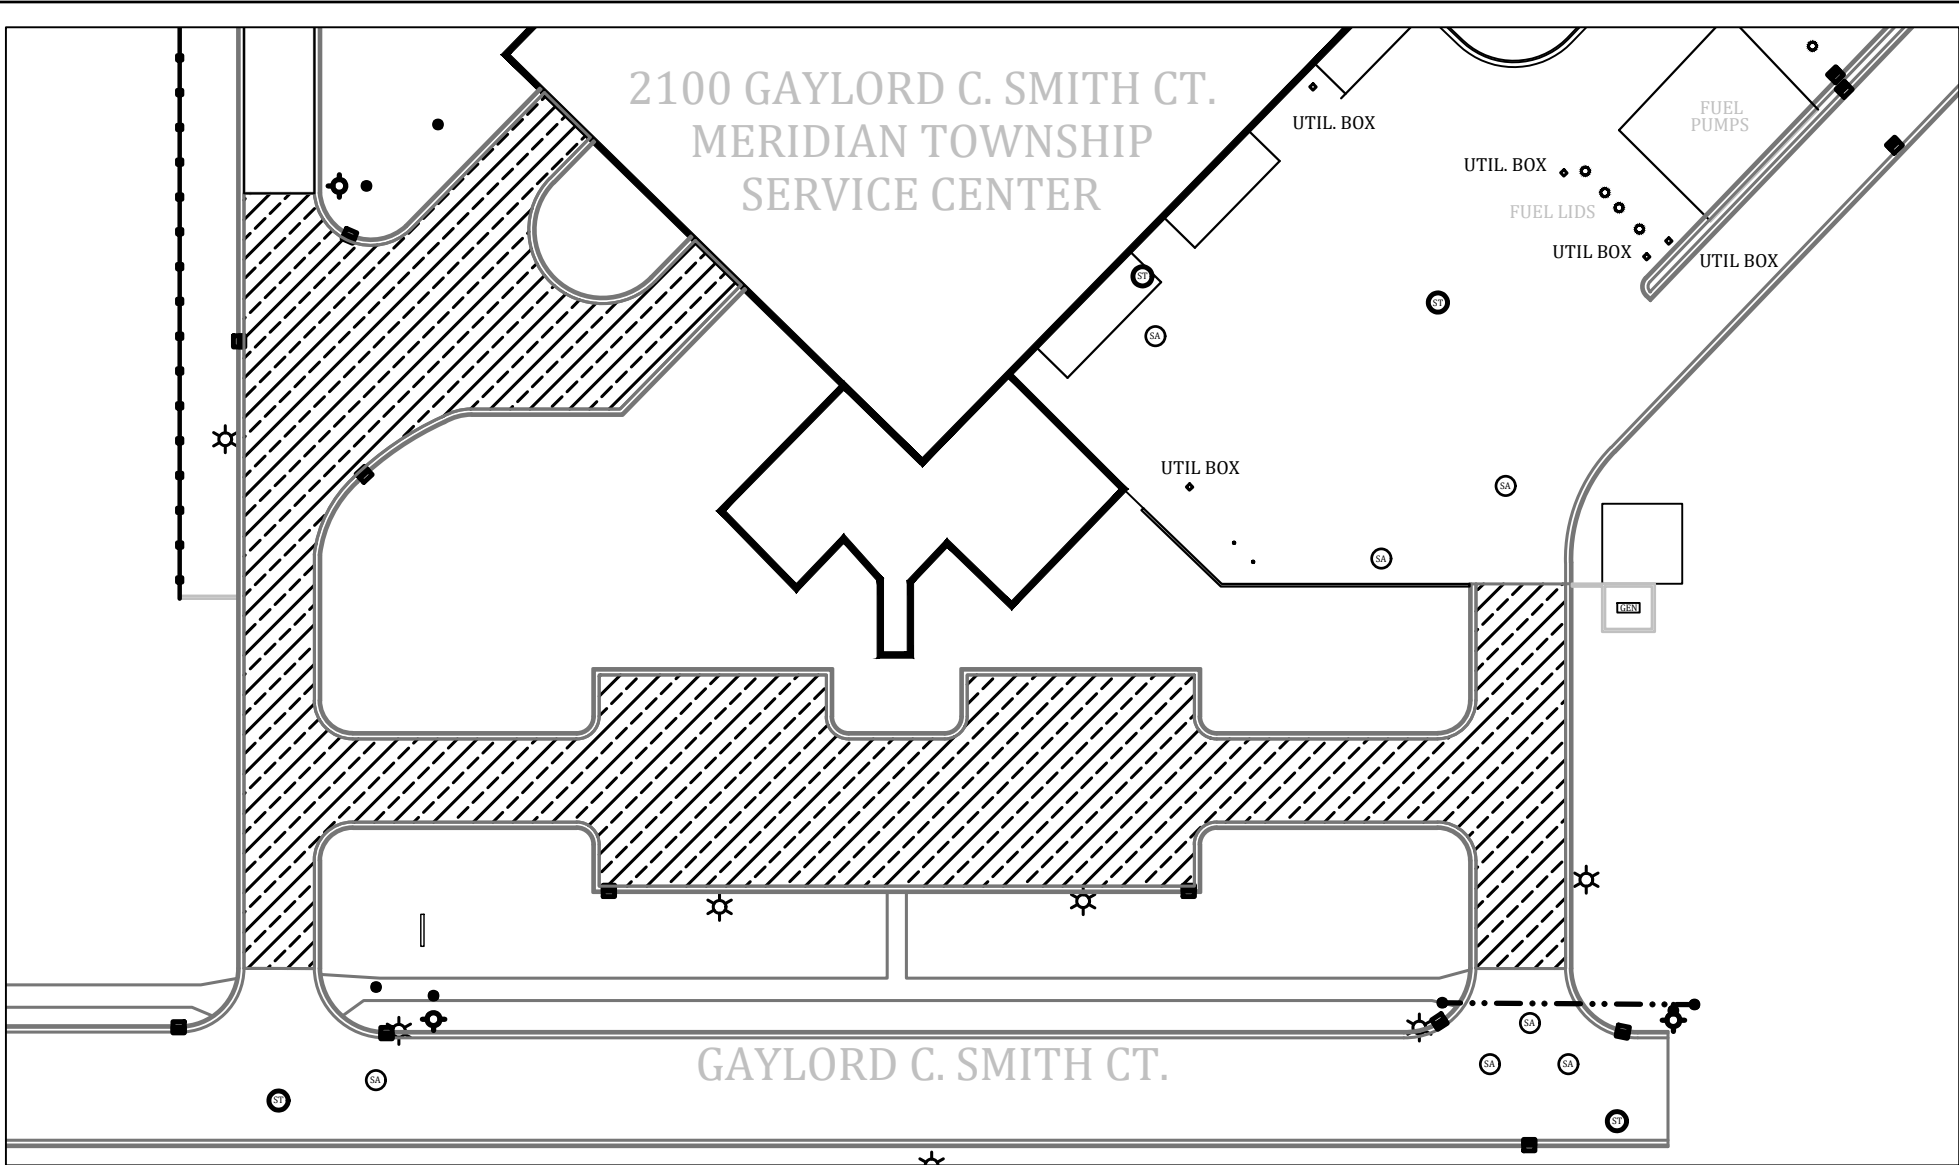 2100 GAYLORD C. SMITH CT.
MERIDIAN TOWNSHIP
SERVICE CENTER
UTIL. BOX
FUEL
PUMPS
UTIL. BOX
FUEL LIDS
UTIL BOX
UTIL BOX
ST
ST
SA
UTIL BOX
SA
SA
GEN
SA
GAYLORD C. SMITH CT.
SA
SA
SA
ST
ST